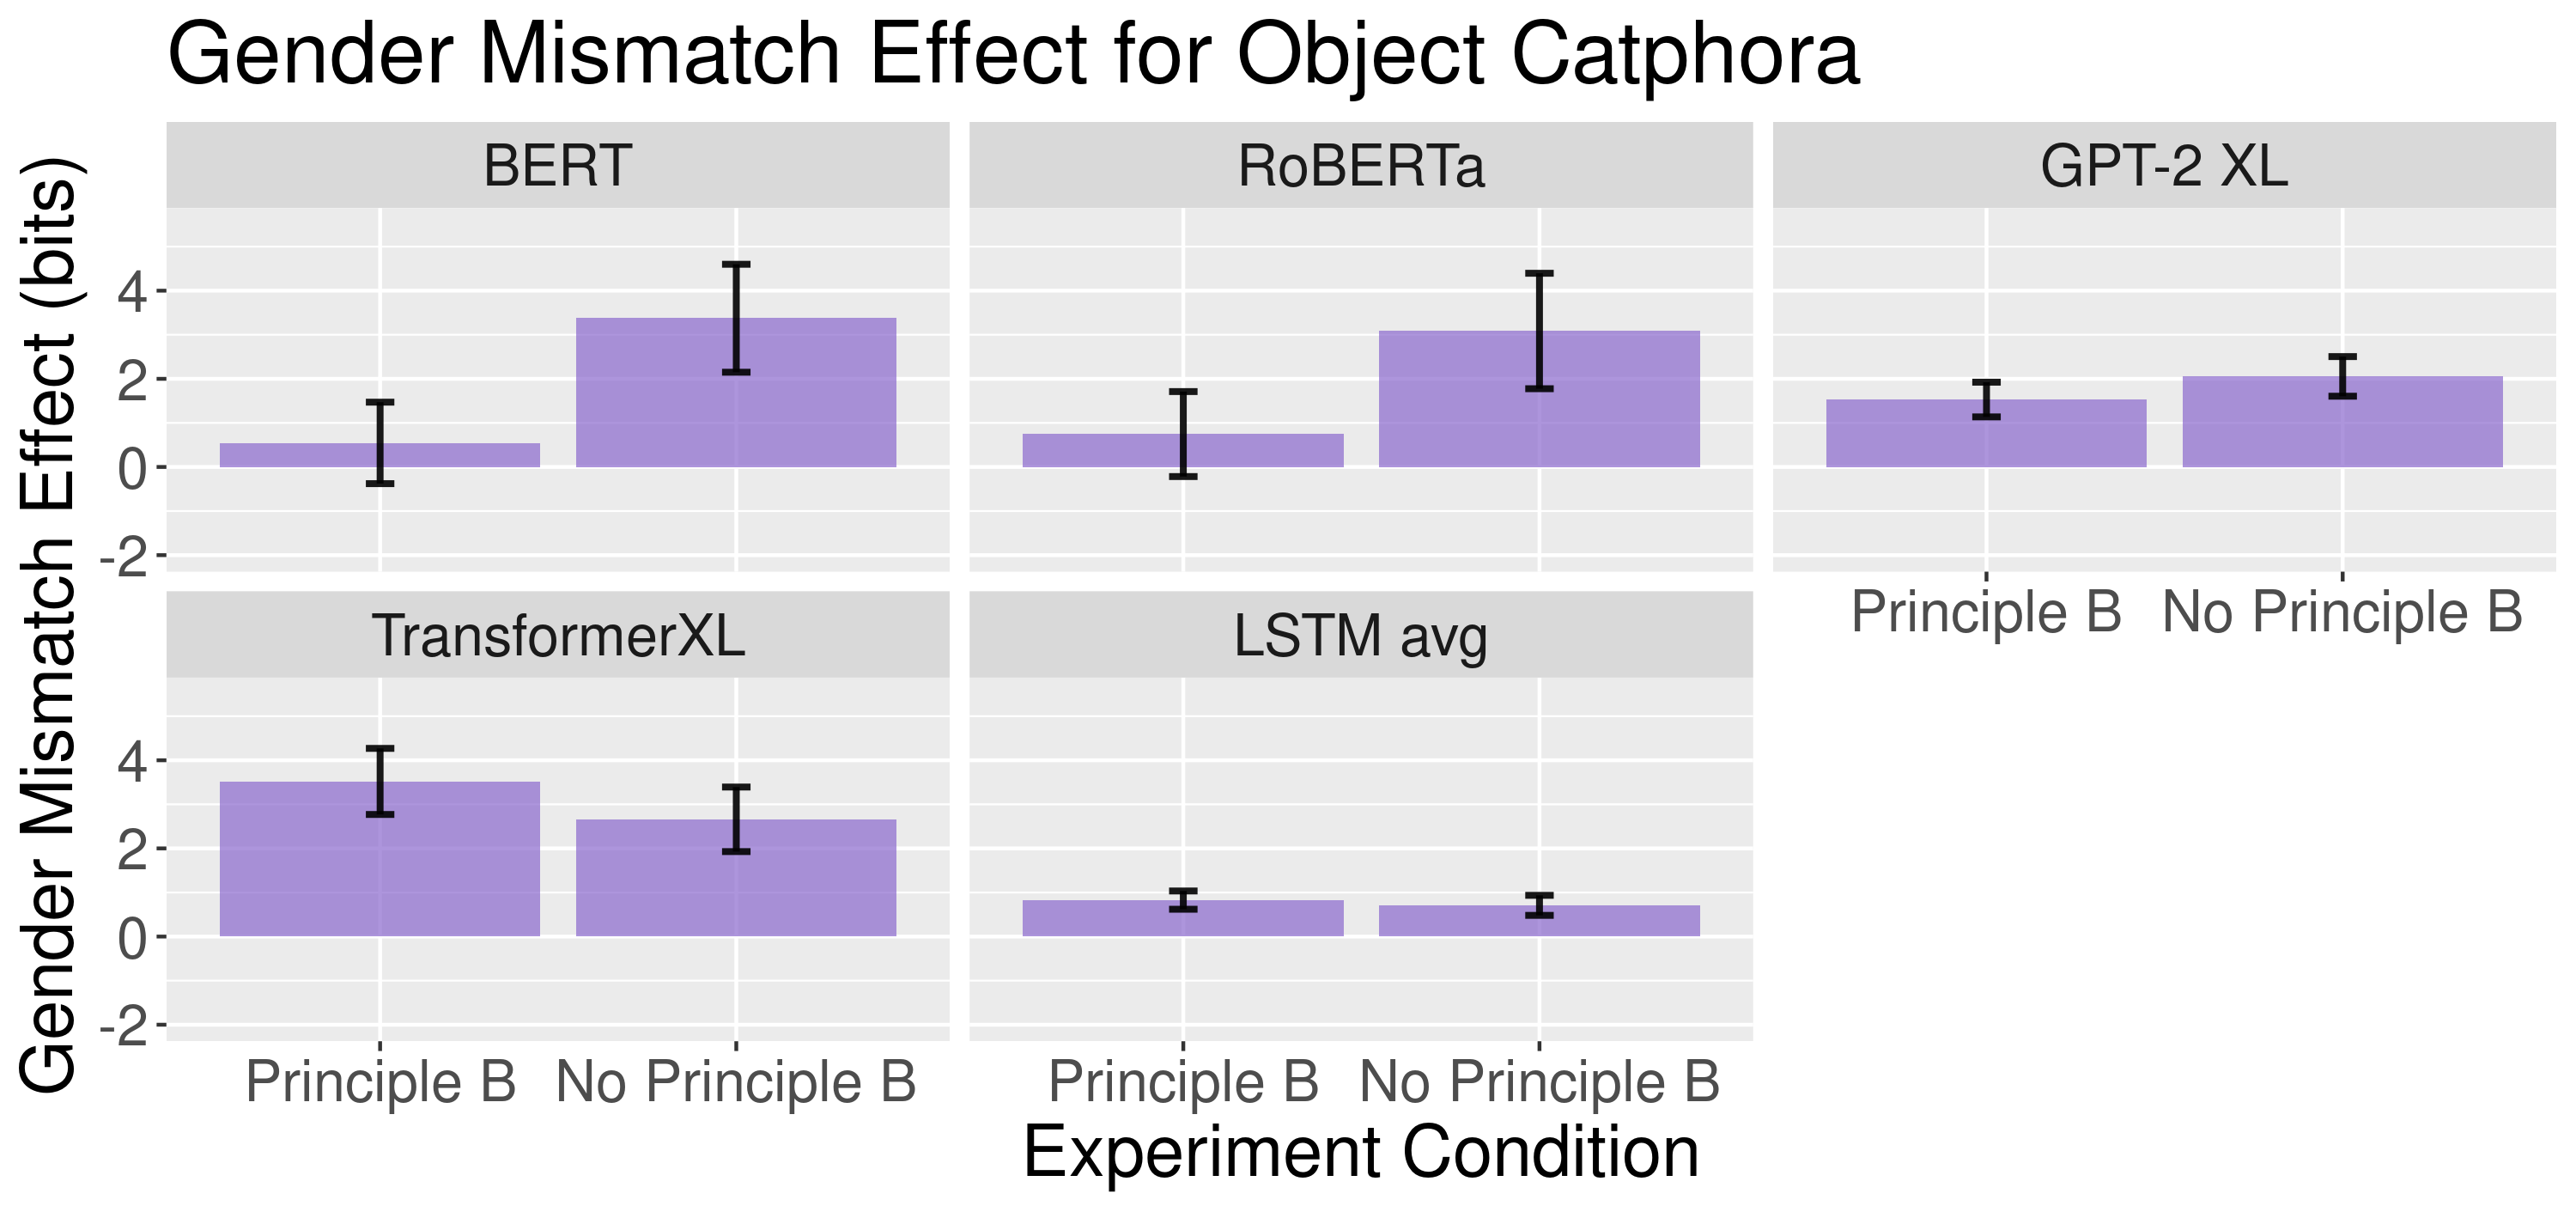 Gender Mismatch Effect for Object Catphora
Gender Mismatch Effect (bits)
BERT
RoBERTa
GPT-2 XL
4
2
0
-2
Principle B
No Principle B
TransformerXL
LSTM avg
4
2
0
-2
Principle B
No Principle B
Principle B
No Principle B
Experiment Condition